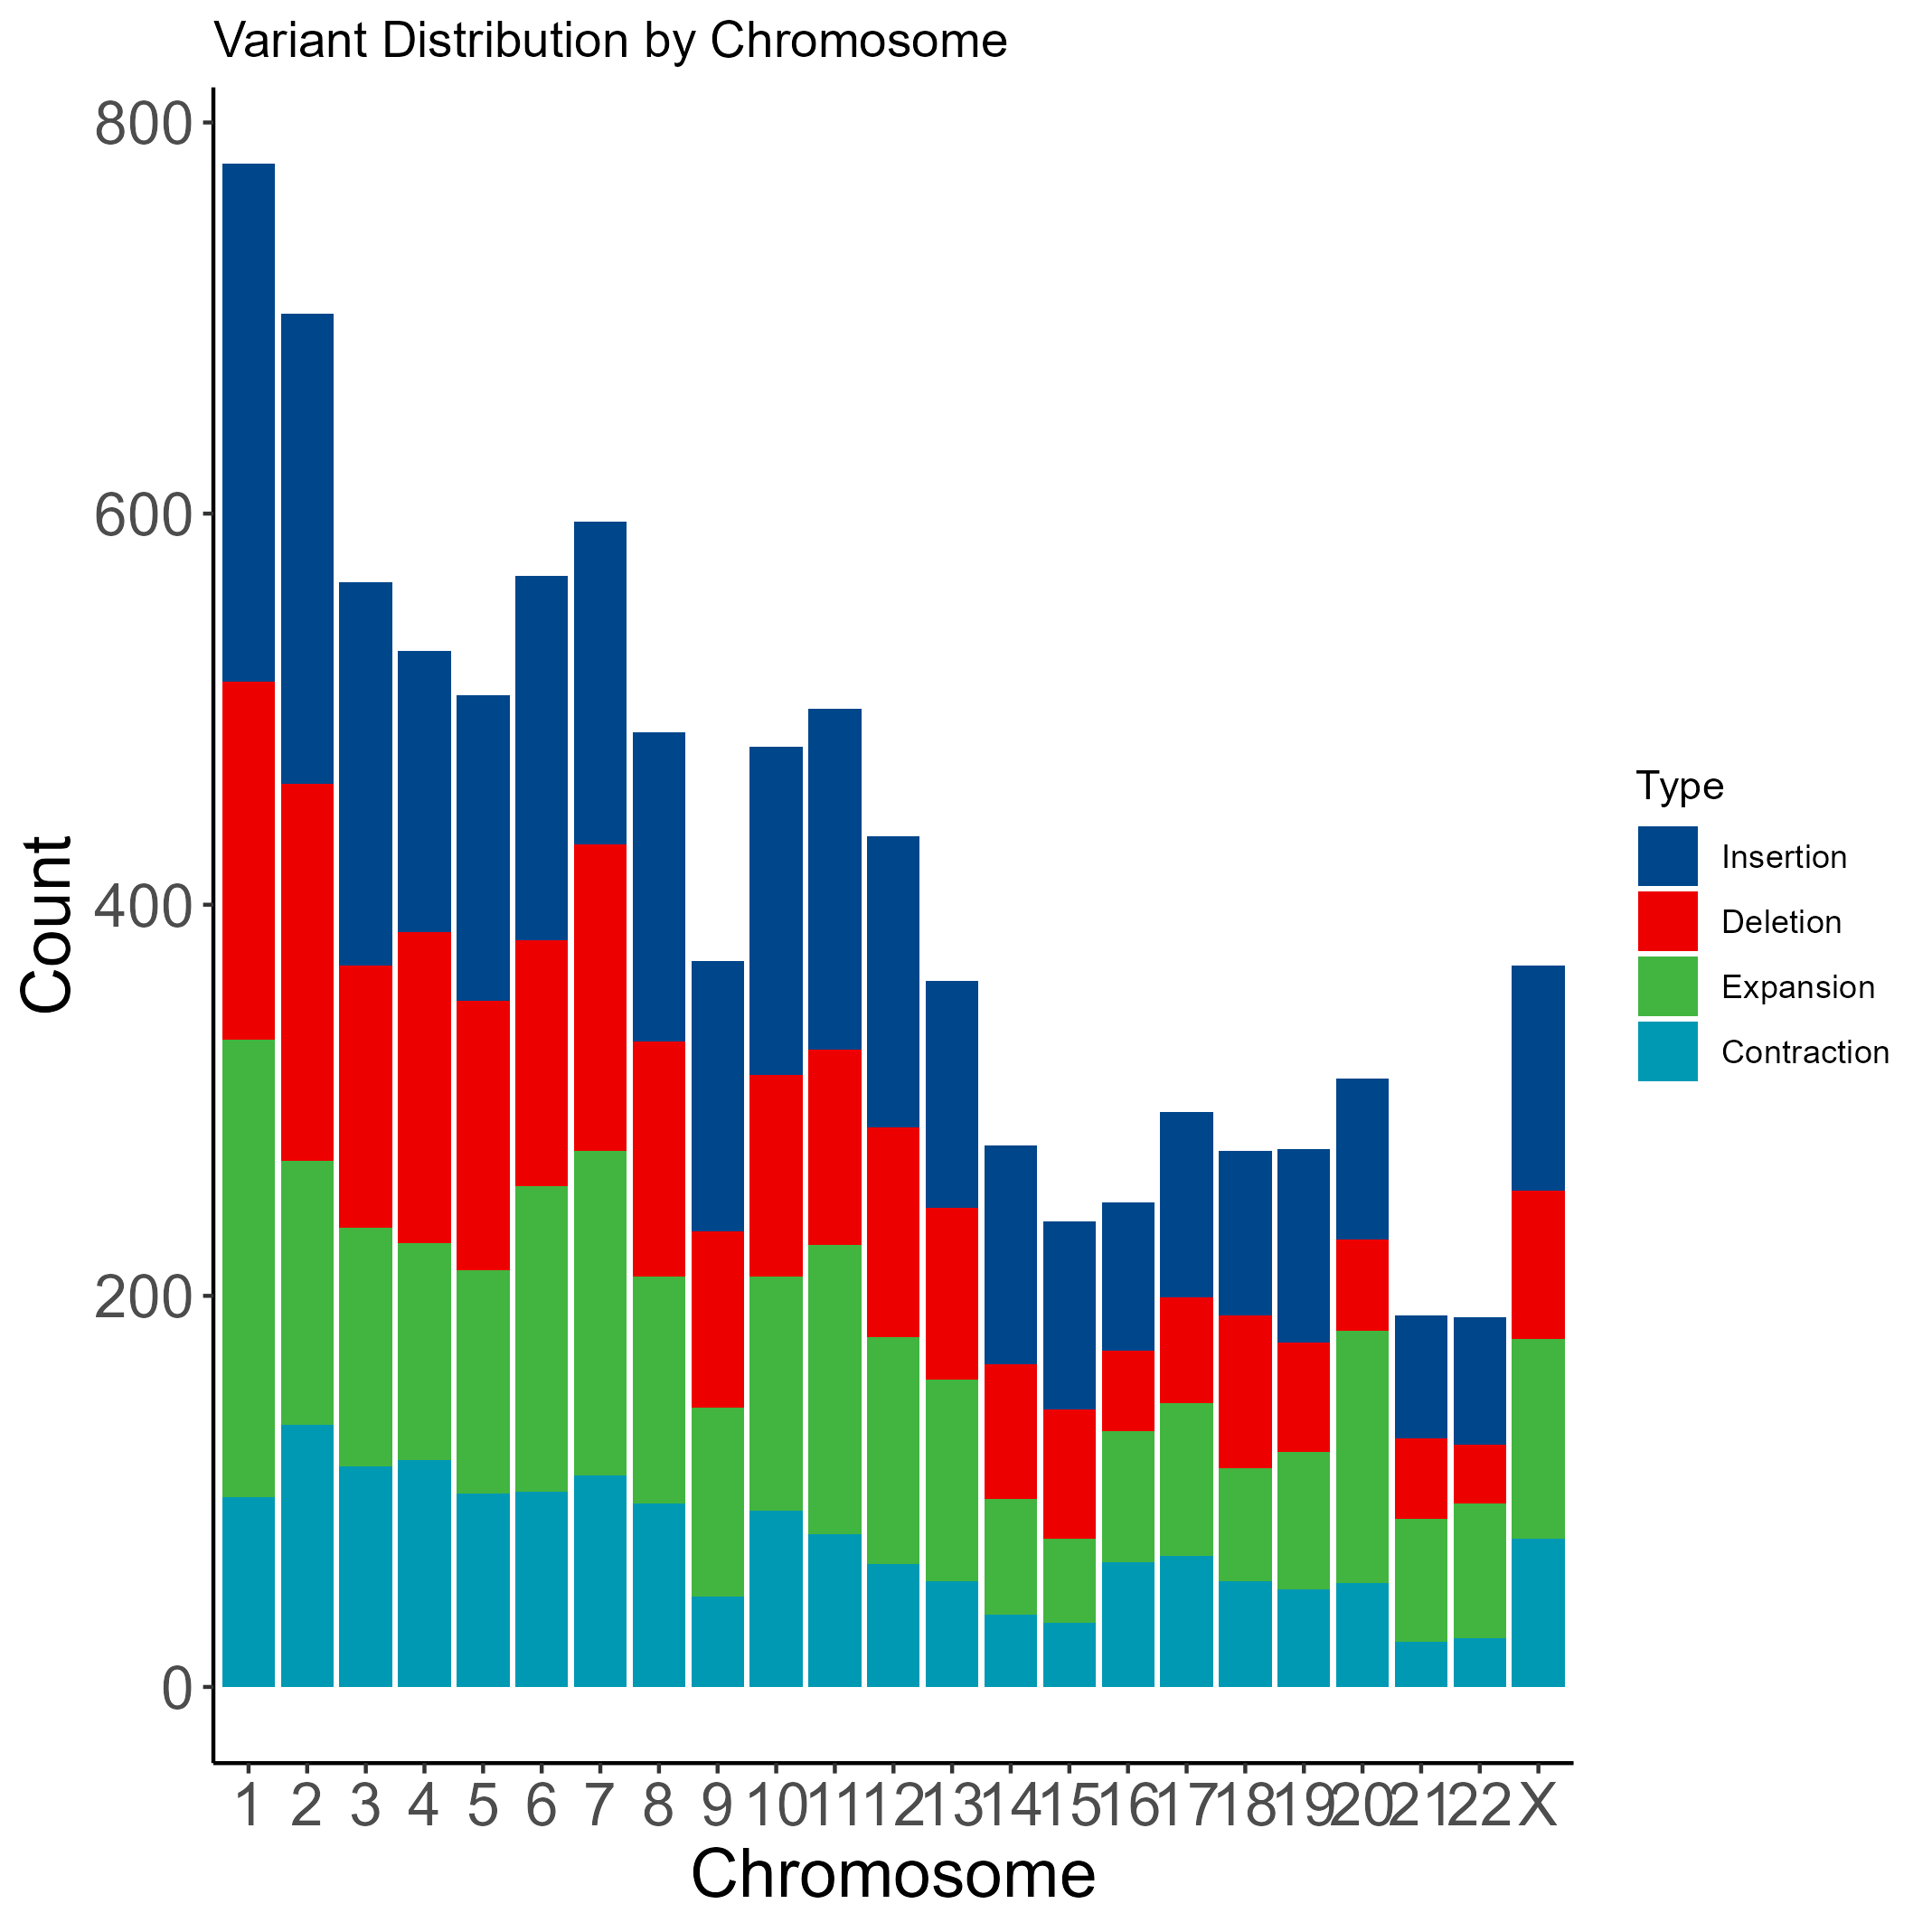 Variant Distribution by Chromosome
800
600
400
200
0
Count
1 2 3 4 5 6 7 8 9 10 11 12 13 14 15 16 17 18 19 20 21 22 X
Chromosome
Type
Insertion
Deletion
Expansion
Contraction